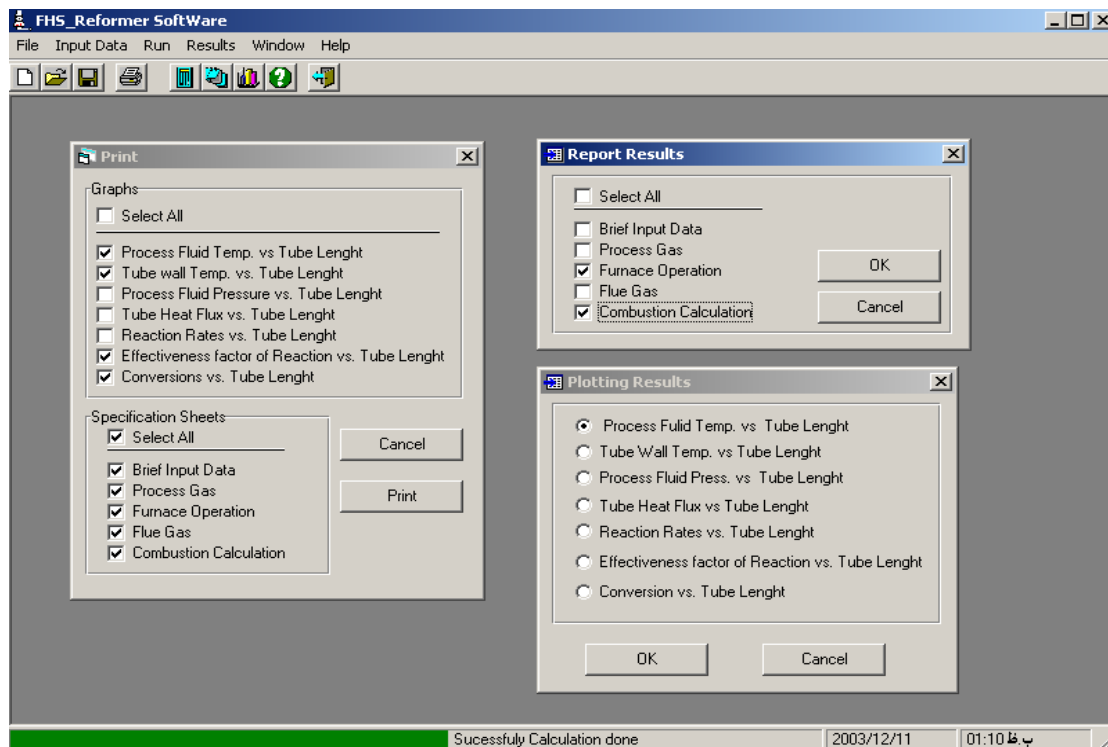 FHS_Reformer SoftWare
File Input Data Run Results Window Help
Print
Graphs
Select All
Process Fluid Temp. vs Tube Lenght
Tube wall Temp. vs. Tube Lenght
Process Fluid Pressure vs. Tube Lenght
Tube Heat Flux vs. Tube Lenght
Reaction Rates vs. Tube Lenght
Effectiveness factor of Reaction vs. Tube Lenght
Conversions vs. Tube Lenght
Specification Sheets
Select All
Brief Input Data
Process Gas
Furnace Operation
Flue Gas
Combustion Calculation
Cancel
Print
Report Results
Select All
Brief Input Data
Process Gas
Furnace Operation
Flue Gas
Combustion Calculation
OK
Cancel
Plotting Results
Process Fulid Temp. vs Tube Lenght
Tube Wall Temp. vs Tube Lenght
Process Fluid Press. vs Tube Lenght
Tube Heat Flux vs Tube Lenght
Reaction Rates vs. Tube Lenght
Effectiveness factor of Reaction vs. Tube Lenght
Conversion vs. Tube Lenght
OK Cancel
Sucessfuly Calculation done 2003/12/11 01:10 ب.ظ